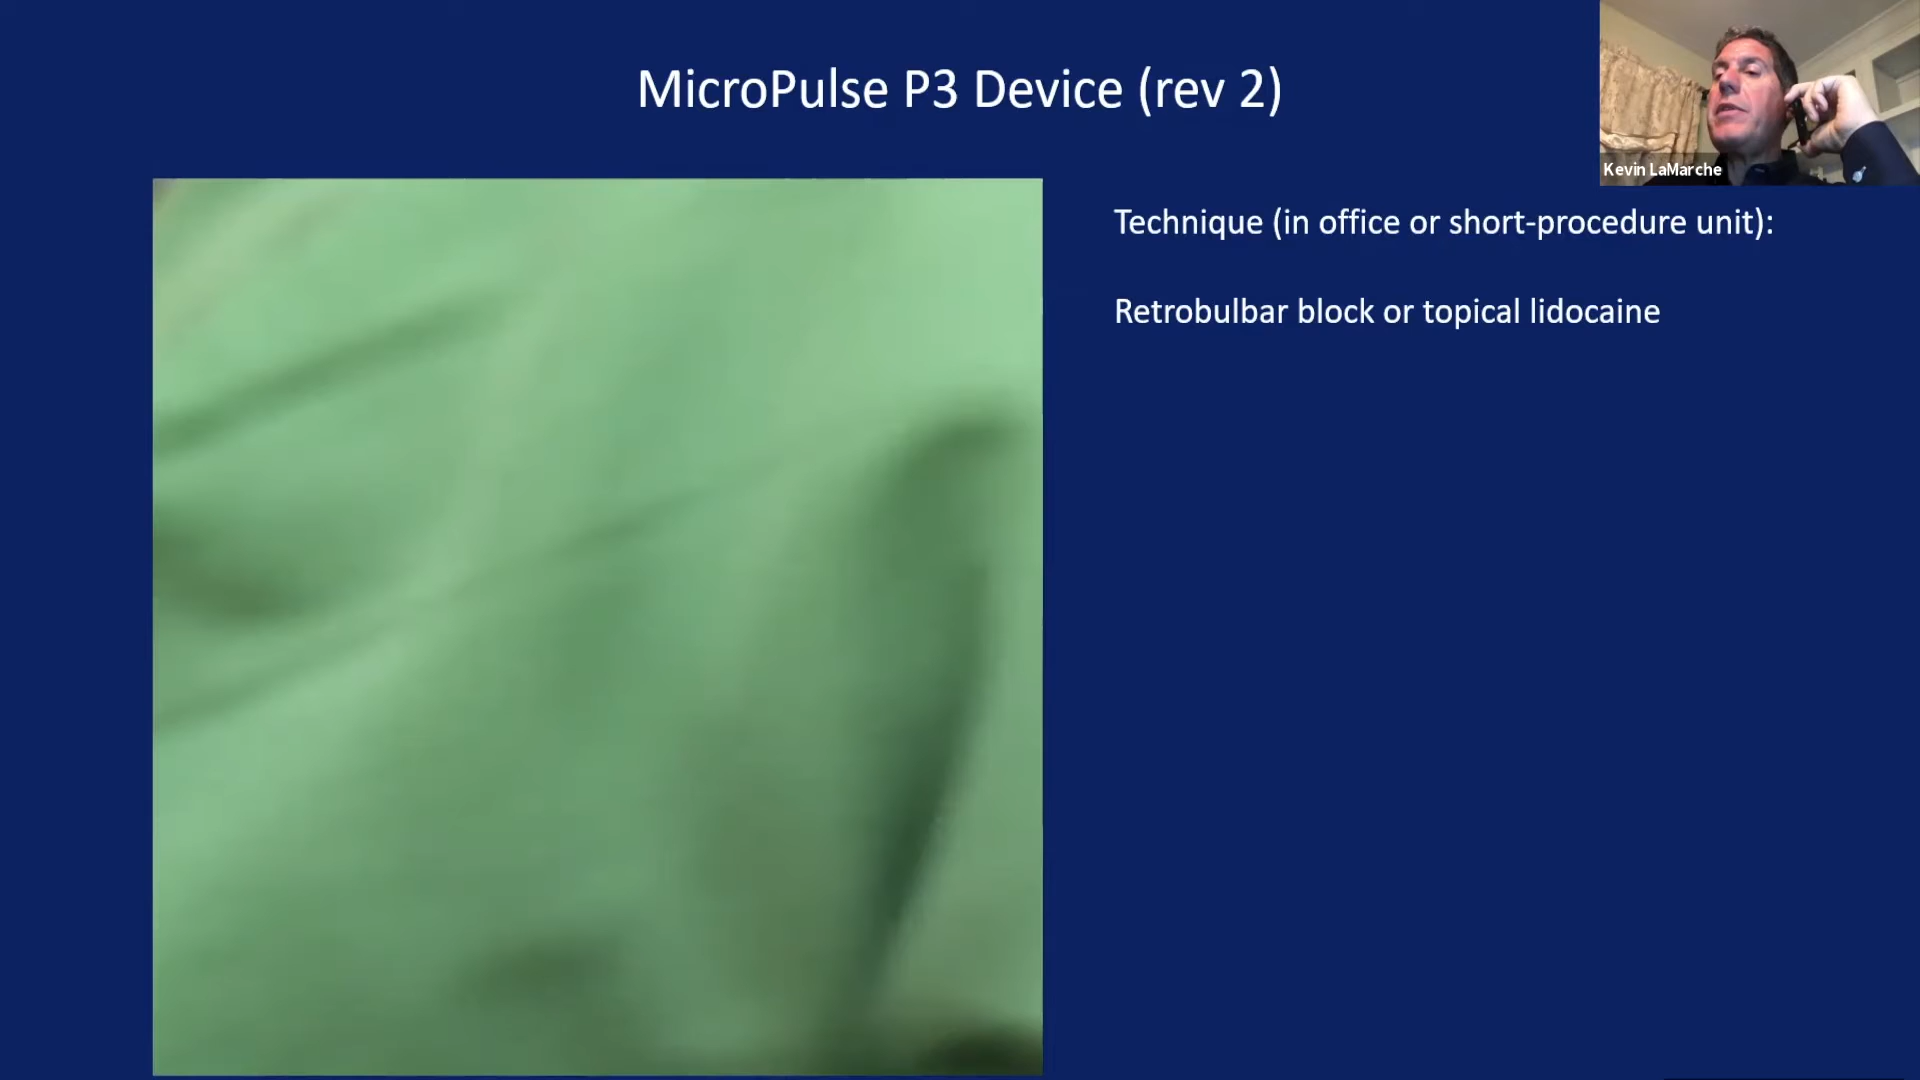 MicroPulse P3 Device (rev 2)
Kevin LaMarche
Technique (in office or short-procedure unit):
Retrobulbar block or topical lidocaine